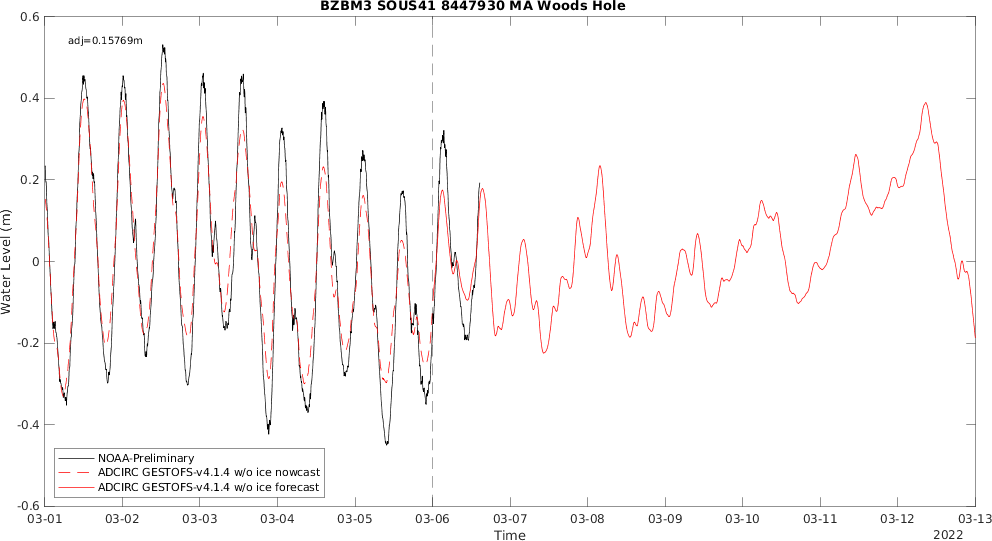 BZBM3 SOUS41 8447930 MA Woods Hole
adj=0.15769m
0.6
0.4
0.2
0
-0.2
-0.4
-0.6
Water Level (m)
NOAA-Preliminary
ADCIRC GESTOFS-v4.1.4 w/o ice nowcast
ADCIRC GESTOFS-v4.1.4 w/o ice forecast
03-01 03-02 03-03 03-04 03-05 03-06 03-07 03-08 03-09 03-10 03-11 03-12 03-13
Time
2022